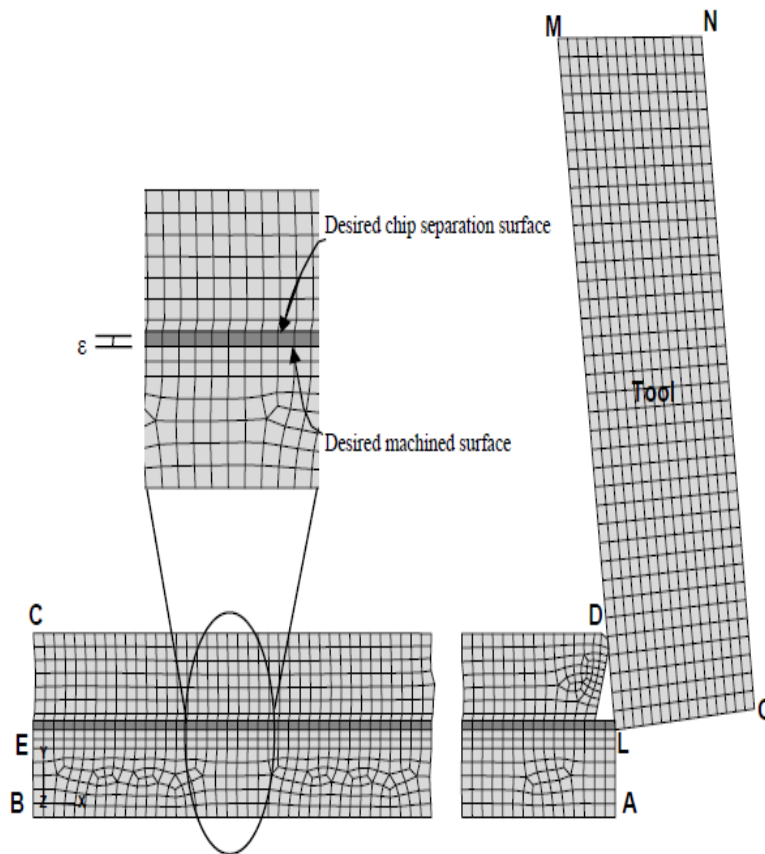 M
N
Desired chip separation surface
ε
Tool
Desired machined surface
C
D
O
E
Y
L
B
Z
X
A